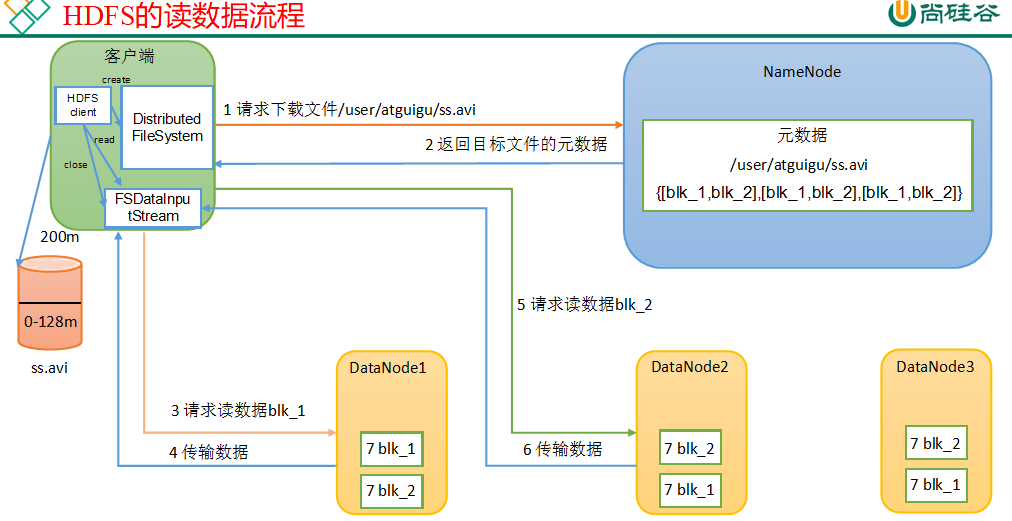 HDFS的读数据流程
尚硅谷
客户端
create
HDFS
client
Distributed
FileSystem
read
close
FSDataInpu
tStream
1 请求下载文件/user/atguigu/ss.avi
2 返回目标文件的元数据
NameNode
元数据
/user/atguigu/ss.avi
{[blk_1,blk_2],[blk_1,blk_2],[blk_1,blk_2]}
200m
0-128m
ss.avi
5 请求读数据blk_2
3 请求读数据blk_1
4 传输数据
6 传输数据
DataNode1
7 blk_1
7 blk_2
DataNode2
7 blk_2
7 blk_1
DataNode3
7 blk_2
7 blk_1